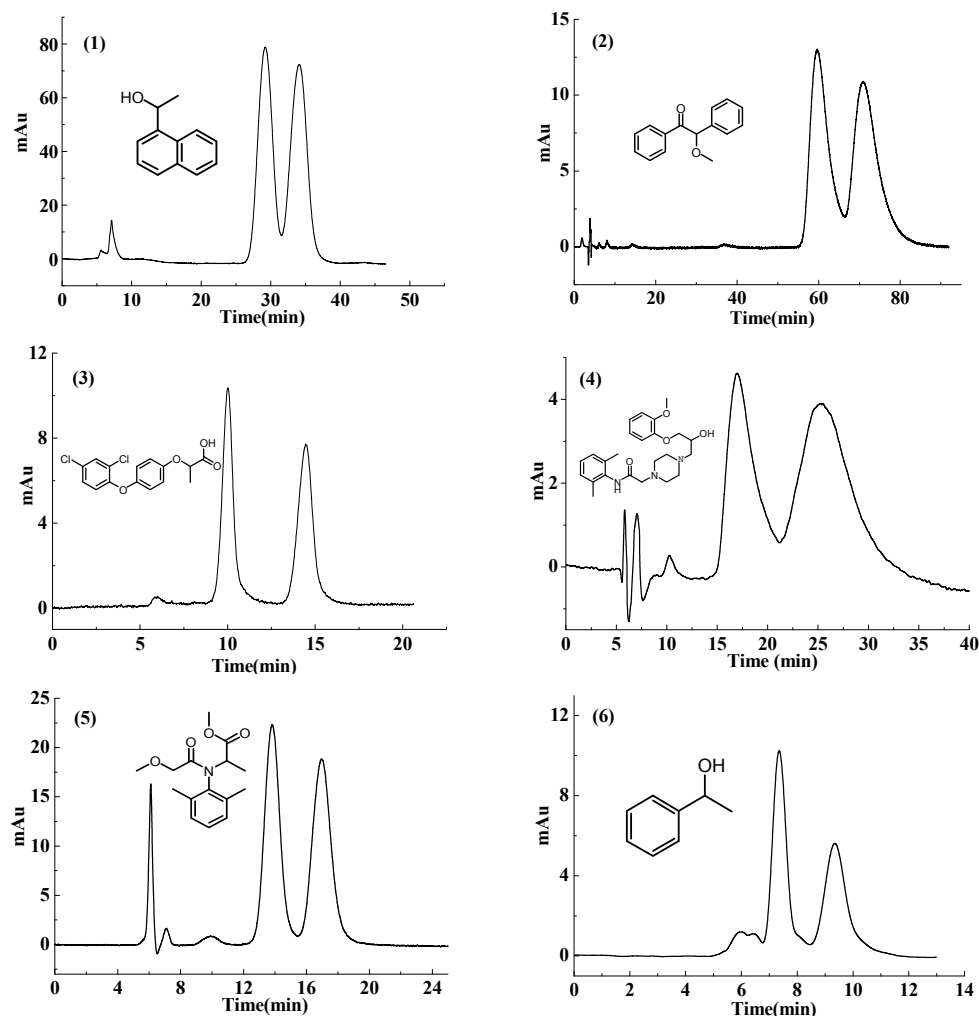 (1)
mAu
80
60
40
20
0
HO
0 10 20 30 40 50
Time(min)
(2)
mAu
15
10
5
0
O
O
0 20 40 60 80
Time(min)
(3)
mAu
12
8
4
0
Cl Cl O OH
O
O
0 5 10 15 20
Time(min)
(4)
mAu
4
2
0
O
OH
O
O N
N
N
H
0 5 10 15 20 25 30 35 40
Time (min)
(5)
mAu
25
20
15
10
5
0
O O
O
O
N
0 4 8 12 16 20 24
Time(min)
(6)
mAu
12
8
4
0
OH
0 2 4 6 8 10 12 14
Time(min)